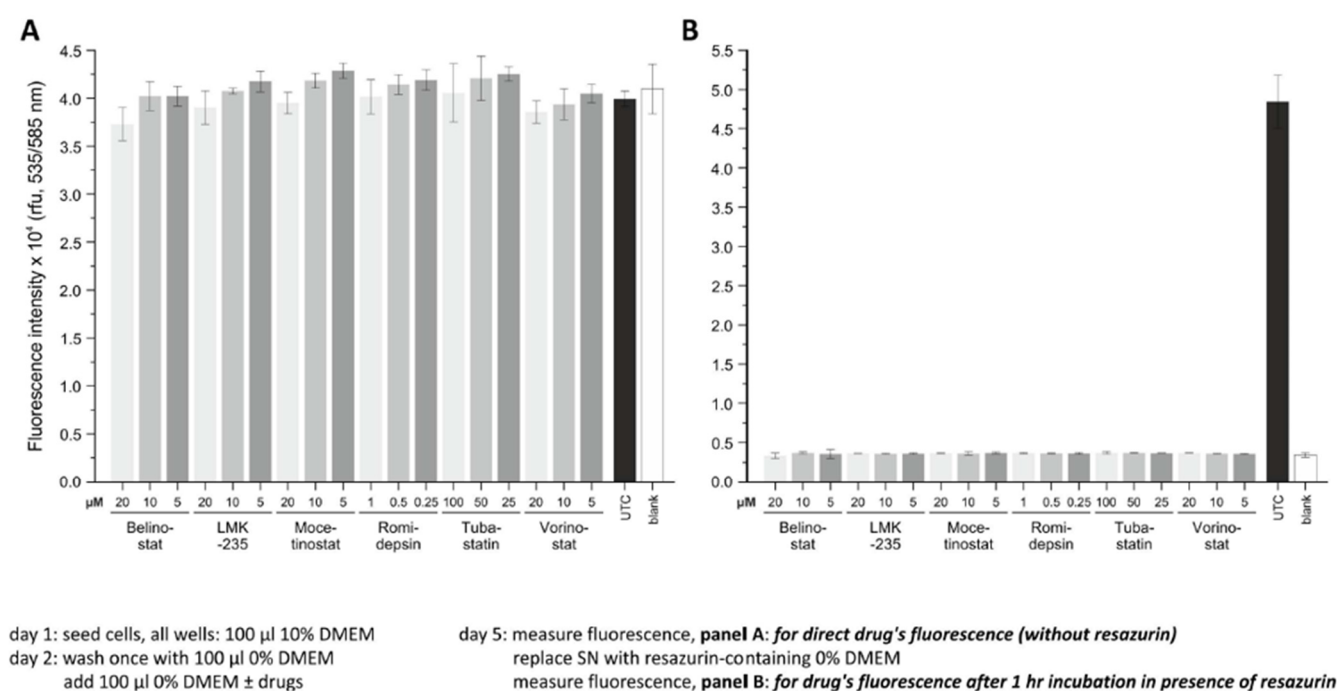 A
B
Fluorescence intensity x 10⁴ (rfu, 535/585 nm)
4.5
4.0
3.5
3.0
2.5
2.0
1.5
1.0
0.5
0.0
µM 20 10 5 20 10 5 20 10 5 1 0.5 0.25 100 50 25 20 10 5 UTC blank
Belino- LMK Moce- Romi- Tuba- Vorino-
stat -235 tinostat depsin statin stat
5.5
5.0
4.5
4.0
3.5
3.0
2.5
2.0
1.5
1.0
0.5
0.0
µM 20 10 5 20 10 5 20 10 5 1 0.5 0.25 100 50 25 20 10 5 UTC blank
Belino- LMK Moce- Romi- Tuba- Vorino-
stat -235 tinostat depsin statin stat
day 1: seed cells, all wells: 100 µl 10% DMEM
day 2: wash once with 100 µl 0% DMEM
add 100 µl 0% DMEM ± drugs
day 5: measure fluorescence, panel A: for direct drug's fluorescence (without resazurin)
replace SN with resazurin-containing 0% DMEM
measure fluorescence, panel B: for drug's fluorescence after 1 hr incubation in presence of resazurin